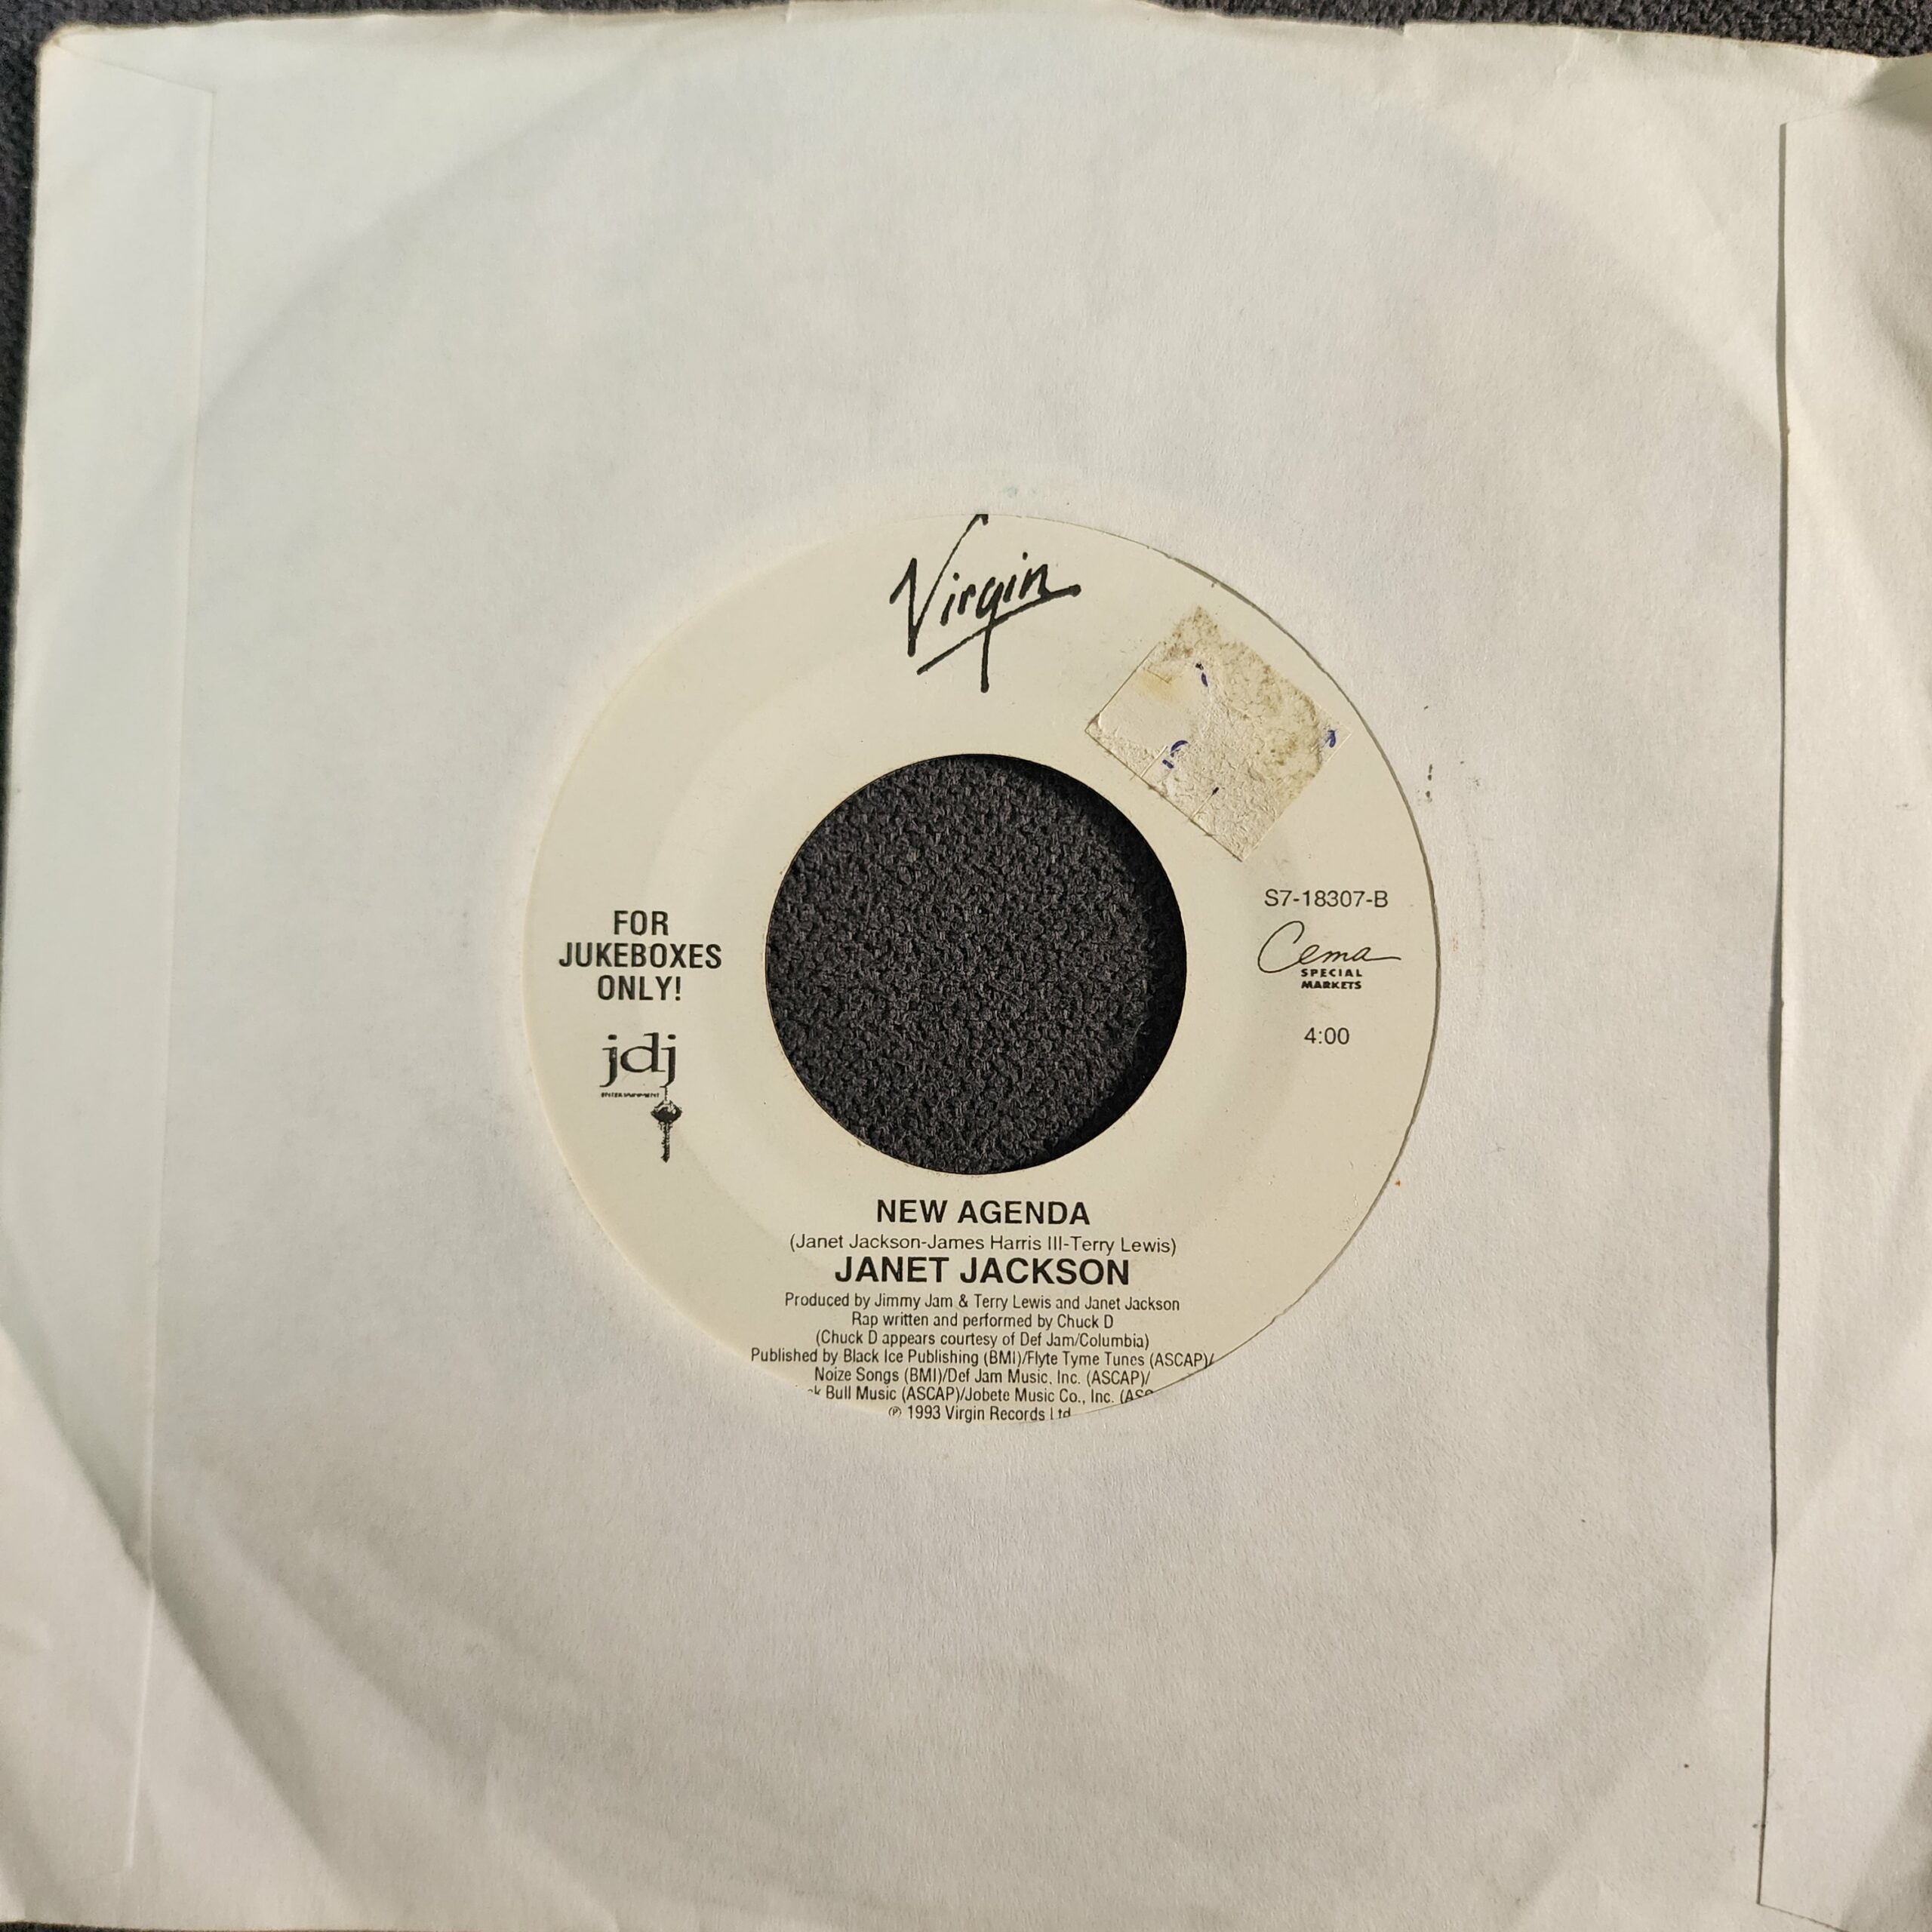 Virgin
FOR
JUKEBOXES
ONLY!
jdj
ENTERTAINMENT
S7-18307-B
Cema
SPECIAL
MARKETS
4:00
NEW AGENDA
(Janet Jackson-James Harris III-Terry Lewis)
JANET JACKSON
Produced by Jimmy Jam & Terry Lewis and Janet Jackson
Rap written and performed by Chuck D
(Chuck D appears courtesy of Def Jam/Columbia)
Published by Black Ice Publishing (BMI)/Flyte Tyme Tunes (ASCAP)/
Noize Songs (BMI)/Def Jam Music, Inc. (ASCAP)/
Bull Music (ASCAP)/Jobete Music Co., Inc.
℗ 1993 Virgin Records Ltd